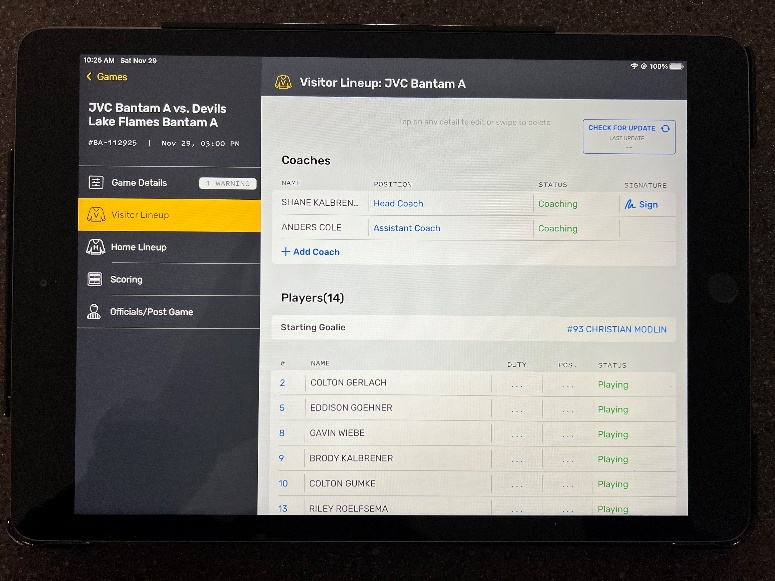 10:25 AM Sat Nov 29
100%
Games
Visitor Lineup: JVC Bantam A
JVC Bantam A vs. Devils
Lake Flames Bantam A
#BA-112925 | Nov 29, 03:00 PM
Tap on any detail to edit or swipe to delete
CHECK FOR UPDATE
LAST UPDATE
--
Game Details 1 WARNING
Visitor Lineup
Home Lineup
Scoring
Officials/Post Game
Coaches
NAME POSITION STATUS SIGNATURE
SHANE KALBREN... Head Coach Coaching Sign
ANDERS COLE Assistant Coach Coaching
+ Add Coach
Players(14)
Starting Goalie #93 CHRISTIAN MODLIN
# NAME DUTY POS. STATUS
2 COLTON GERLACH ... ... Playing
5 EDDISON GOEHNER ... ... Playing
8 GAVIN WIEBE ... ... Playing
9 BRODY KALBRENER ... ... Playing
10 COLTON GUMKE ... ... Playing
13 RILEY ROELFSEMA ... ... Playing